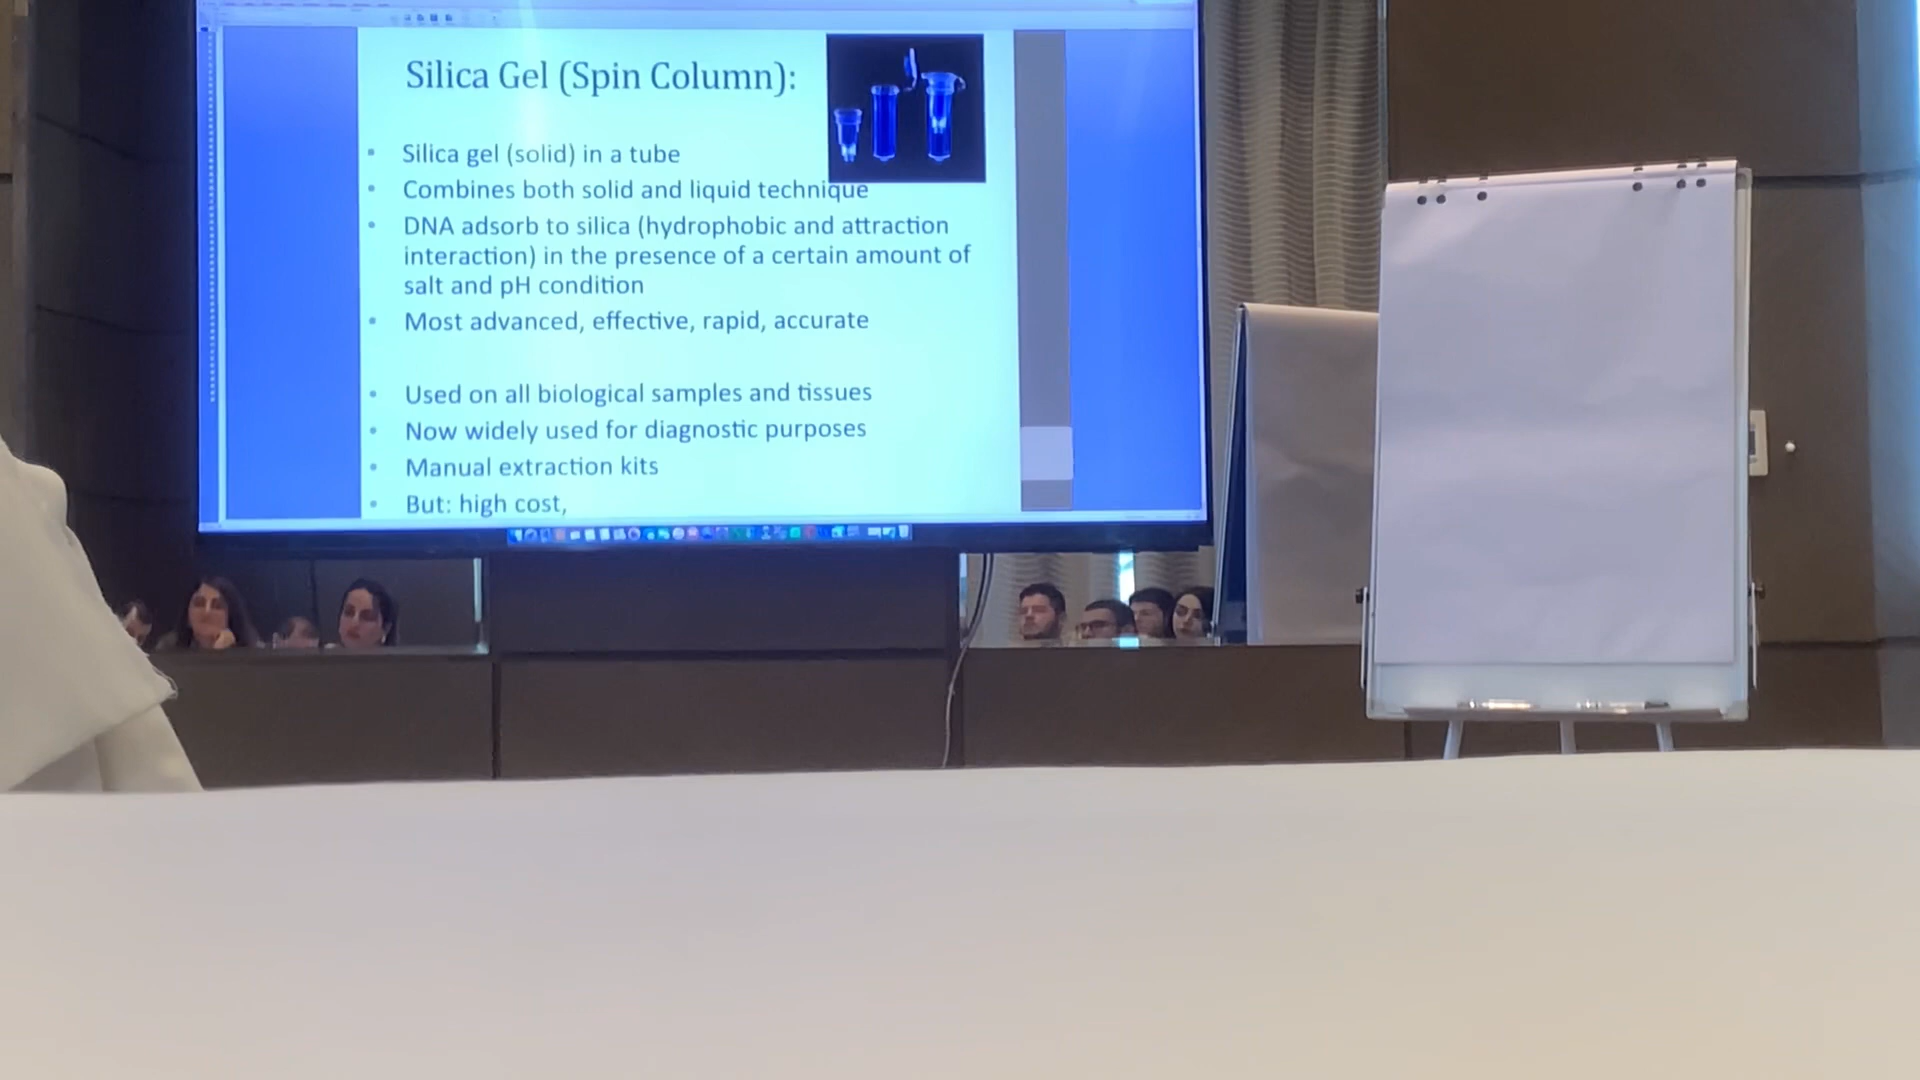 Silica Gel (Spin Column):
• Silica gel (solid) in a tube
• Combines both solid and liquid technique
• DNA adsorb to silica (hydrophobic and attraction
interaction) in the presence of a certain amount of
salt and pH condition
• Most advanced, effective, rapid, accurate
• Used on all biological samples and tissues
• Now widely used for diagnostic purposes
• Manual extraction kits
• But: high cost,